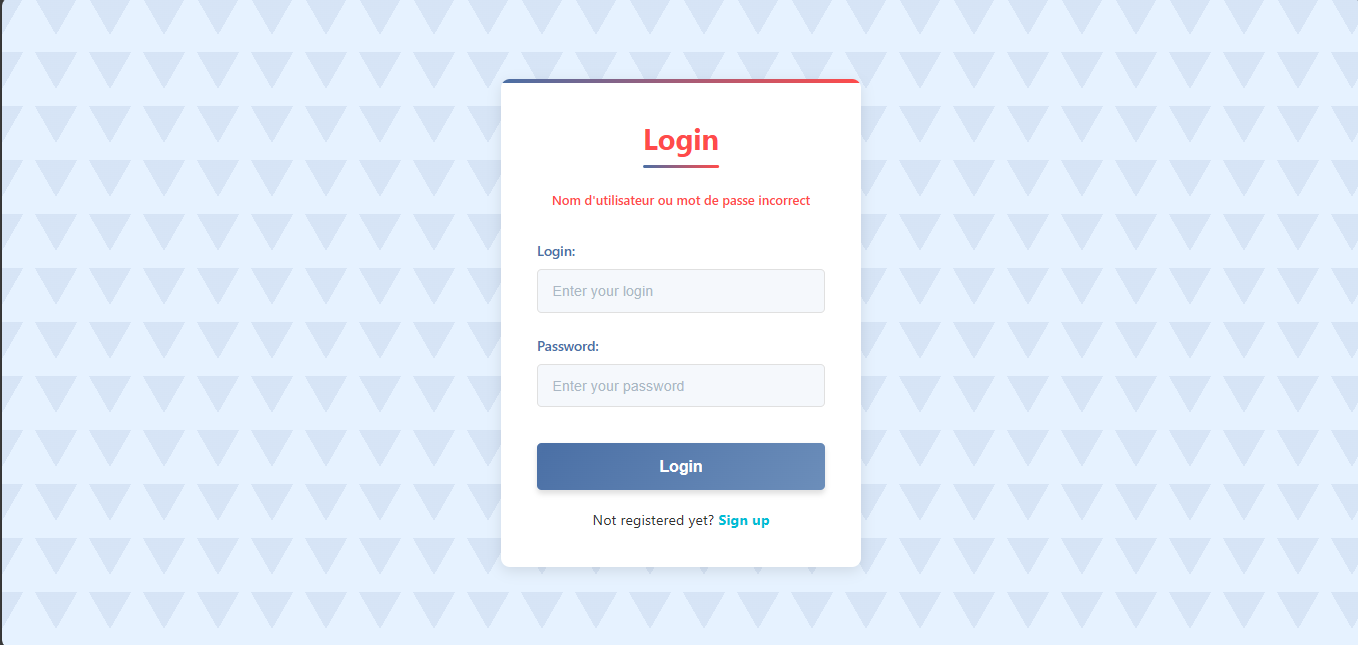 Login
Nom d'utilisateur ou mot de passe incorrect
Login:
Enter your login
Password:
Enter your password
Login
Not registered yet? Sign up